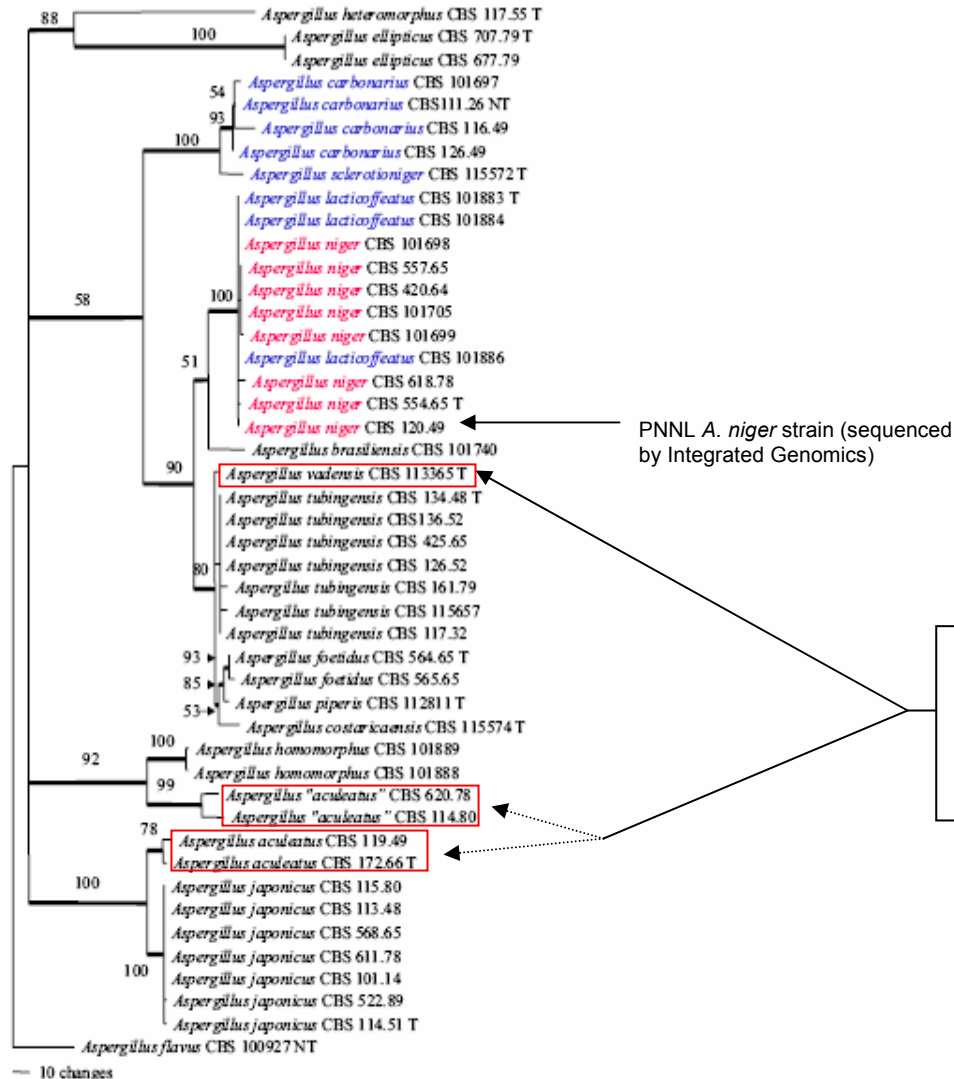 88
Aspergillus heteromorphus CBS 117.55 T
100
Aspergillus ellipticus CBS 707.79 T
Aspergillus ellipticus CBS 677.79
Aspergillus carbonarius CBS 101697
54
Aspergillus carbonarius CBS111.26 NT
93
Aspergillus carbonarius CBS 116.49
100
Aspergillus carbonarius CBS 126.49
Aspergillus sclerotioniger CBS 115572 T
Aspergillus lacticoffeatus CBS 101883 T
Aspergillus lacticoffeatus CBS 101884
Aspergillus niger CBS 101698
Aspergillus niger CBS 557.65
Aspergillus niger CBS 420.64
100
58
Aspergillus niger CBS 101705
Aspergillus niger CBS 101699
51
Aspergillus lacticoffeatus CBS 101886
Aspergillus niger CBS 618.78
Aspergillus niger CBS 554.65 T
Aspergillus niger CBS 120.49
PNNL A. niger strain (sequenced
by Integrated Genomics)
Aspergillus brasiliensis CBS 101740
90
Aspergillus vadensis CBS 113365 T
Aspergillus tubingensis CBS 134.48 T
Aspergillus tubingensis CBS136.52
Aspergillus tubingensis CBS 425.65
80
Aspergillus tubingensis CBS 126.52
Aspergillus tubingensis CBS 161.79
Aspergillus tubingensis CBS 115657
Aspergillus tubingensis CBS 117.32
93
Aspergillus foetidus CBS 564.65 T
85
Aspergillus foetidus CBS 565.65
Aspergillus piperis CBS 112811 T
53
Aspergillus costaricaensis CBS 115574 T
100
Aspergillus homomorphus CBS 101889
92
Aspergillus homomorphus CBS 101888
99
Aspergillus "aculeatus" CBS 620.78
Aspergillus "aculeatus" CBS 114.80
78
Aspergillus aculeatus CBS 119.49
Aspergillus aculeatus CBS 172.66 T
100
Aspergillus japonicus CBS 115.80
Aspergillus japonicus CBS 113.48
Aspergillus japonicus CBS 568.65
Aspergillus japonicus CBS 611.78
100
Aspergillus japonicus CBS 101.14
Aspergillus japonicus CBS 522.89
Aspergillus japonicus CBS 114.51 T
Aspergillus flavus CBS 100927 NT
10 changes